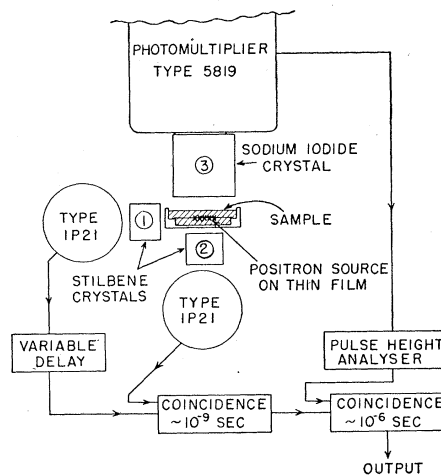 PHOTOMULTIPLIER
TYPE 5819
SODIUM IODIDE
CRYSTAL
③
TYPE
1P21
①
SAMPLE
②
STILBENE
CRYSTALS
POSITRON SOURCE
ON THIN FILM
TYPE
1P21
VARIABLE
DELAY
PULSE HEIGHT
ANALYSER
COINCIDENCE
~10⁻⁹ SEC
COINCIDENCE
~10⁻⁶ SEC
OUTPUT